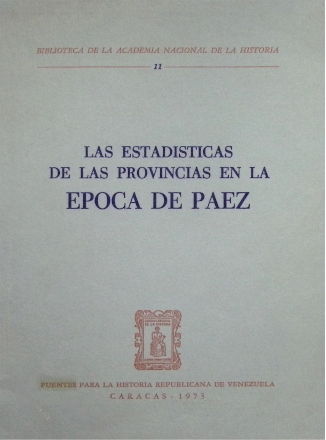 BIBLIOTECA DE LA ACADEMIA NACIONAL DE LA HISTORIA
11
LAS ESTADISTICAS
DE LAS PROVINCIAS EN LA
EPOCA DE PAEZ
FUENTES PARA LA HISTORIA REPUBLICANA DE VENEZUELA
CARACAS - 1973